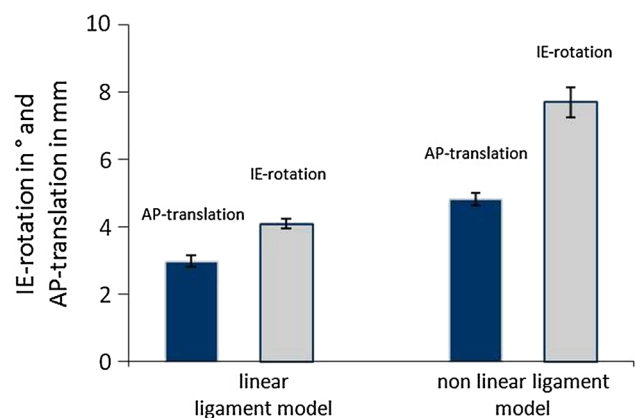 IE-rotation in ° and
AP-translation in mm
10
8
6
4
2
0
AP-translation
IE-rotation
AP-translation
IE-rotation
linear
ligament model
non linear ligament
model